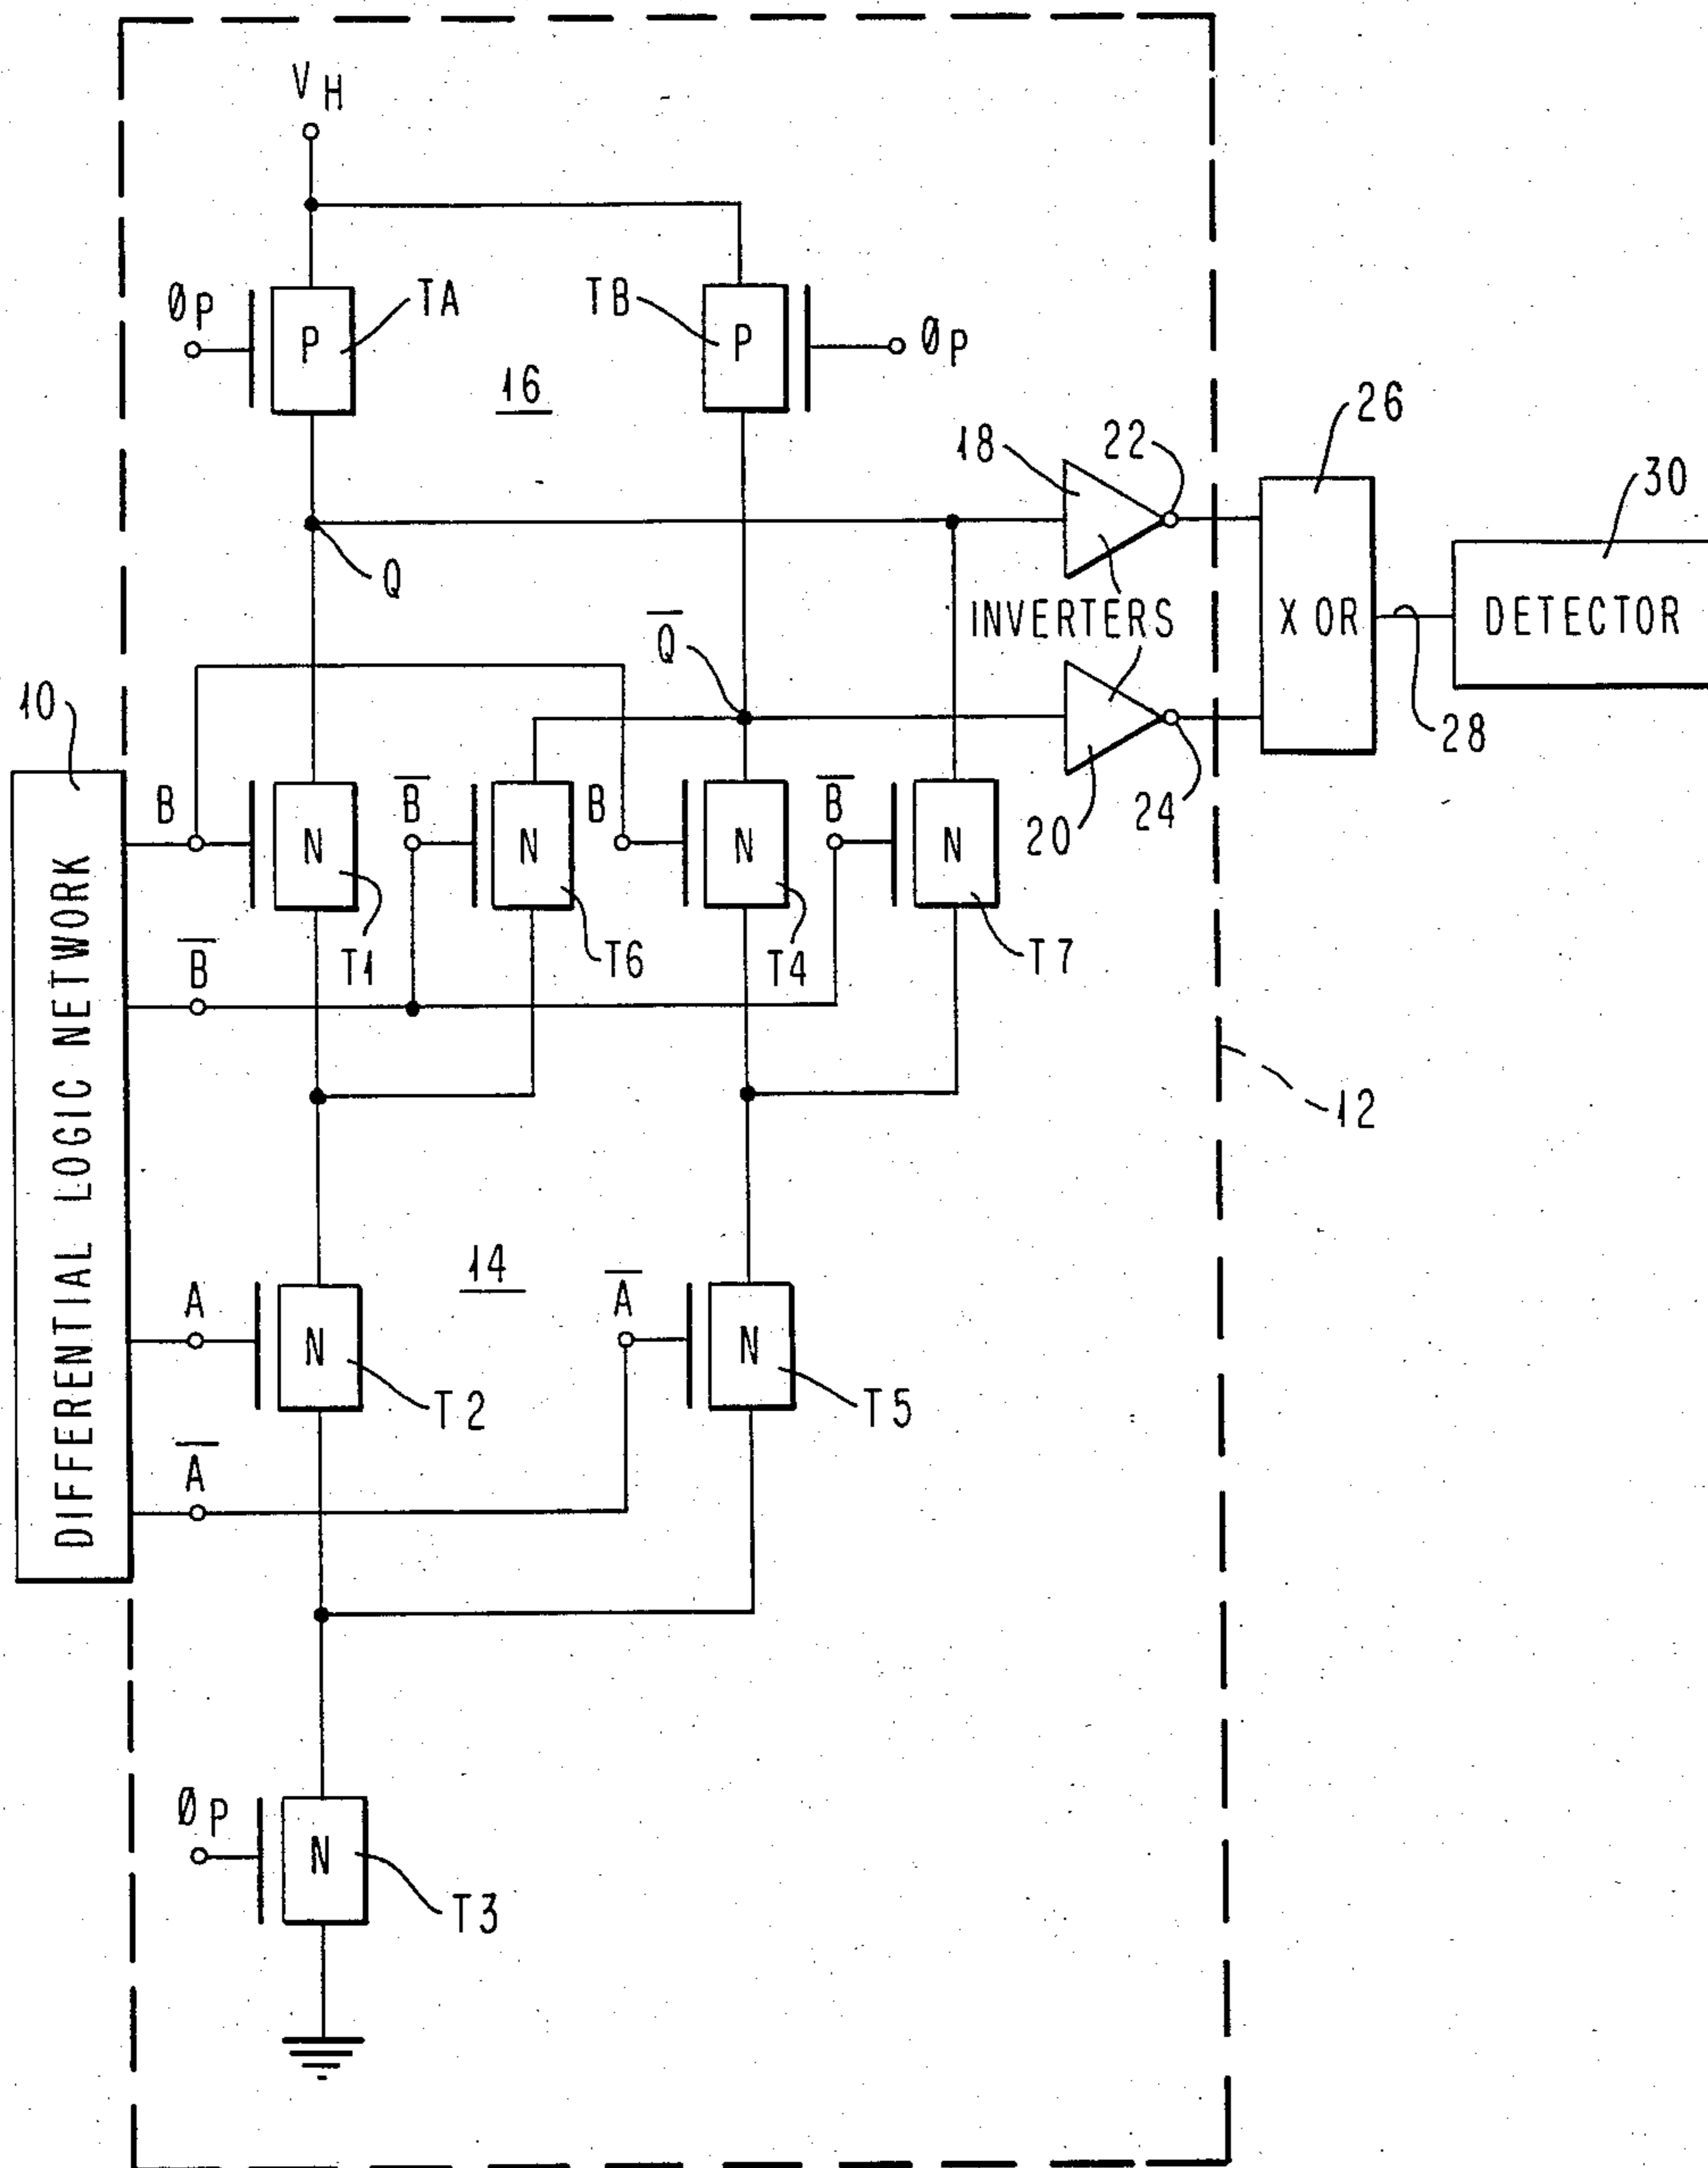 V H
Øp
P
TA
TB
P
Øp
16
Q
18
22
26
30
INVERTERS
X OR
DETECTOR
Q̅
10
28
B
N
B̅
N
B
N
B̅
N
20
24
T1
T6
T4
T7
B̅
12
DIFFERENTIAL LOGIC NETWORK
14
A
N
T2
A̅
N
T5
A̅
Øp
N
T3